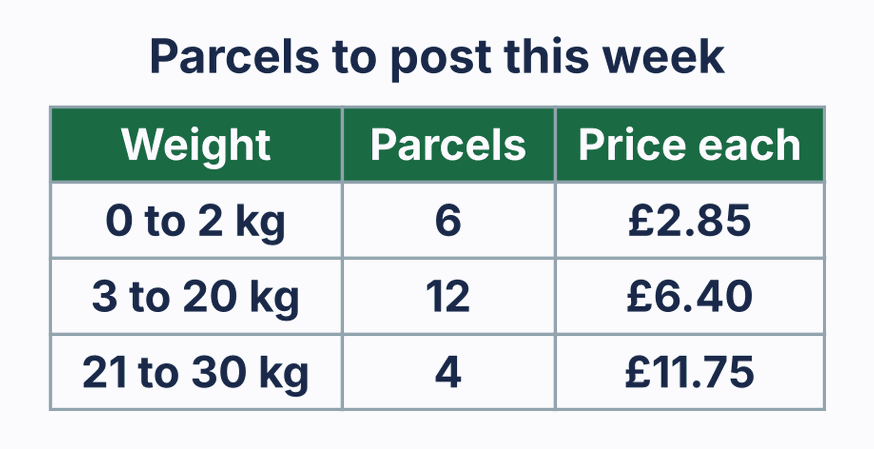 Parcels to post this week
Weight Parcels Price each
0 to 2 kg 6 £2.85
3 to 20 kg 12 £6.40
21 to 30 kg 4 £11.75